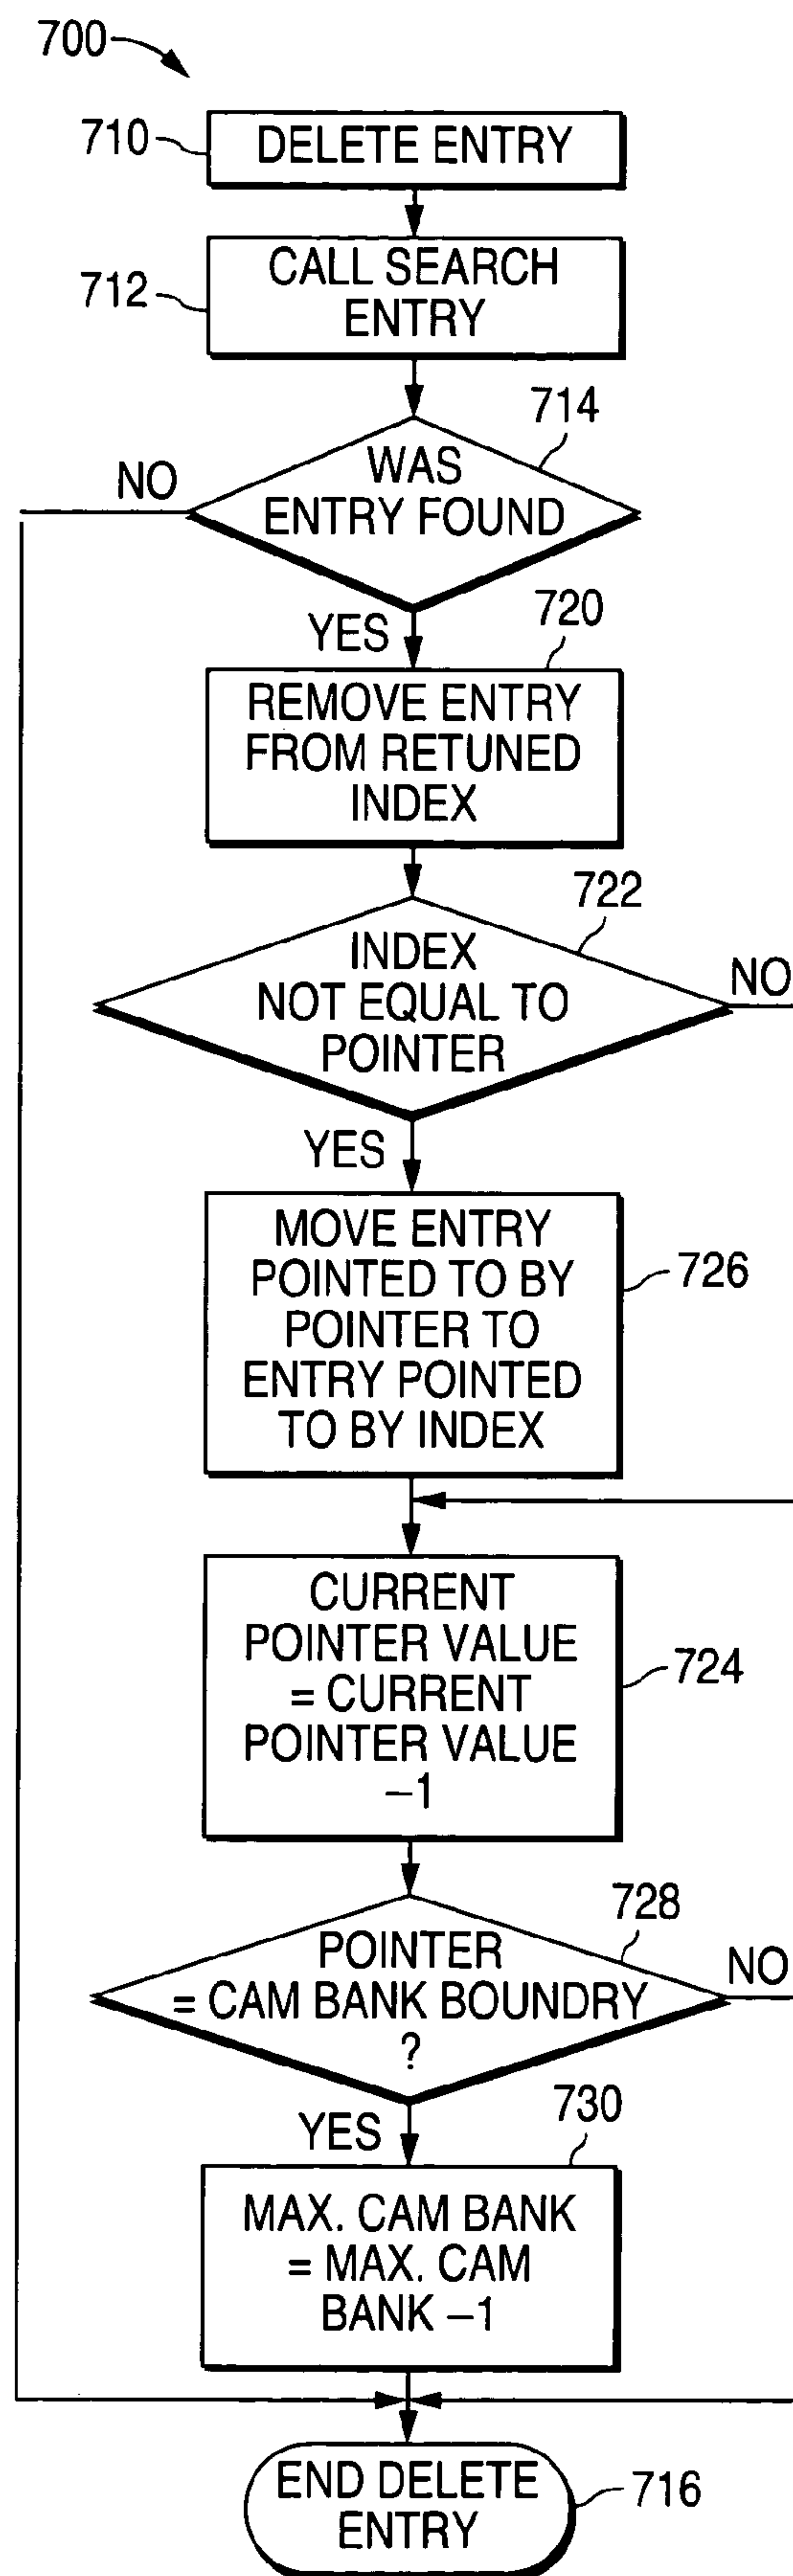 700
710
DELETE ENTRY
712
CALL SEARCH
ENTRY
714
NO
WAS
ENTRY FOUND
YES
720
REMOVE ENTRY
FROM RETUNED
INDEX
722
INDEX
NOT EQUAL TO
POINTER
NO
YES
MOVE ENTRY
POINTED TO BY
POINTER TO
ENTRY POINTED
TO BY INDEX
726
CURRENT
POINTER VALUE
= CURRENT
POINTER VALUE
–1
724
728
POINTER
= CAM BANK BOUNDRY
?
NO
YES
730
MAX. CAM BANK
= MAX. CAM
BANK –1
END DELETE
ENTRY
716